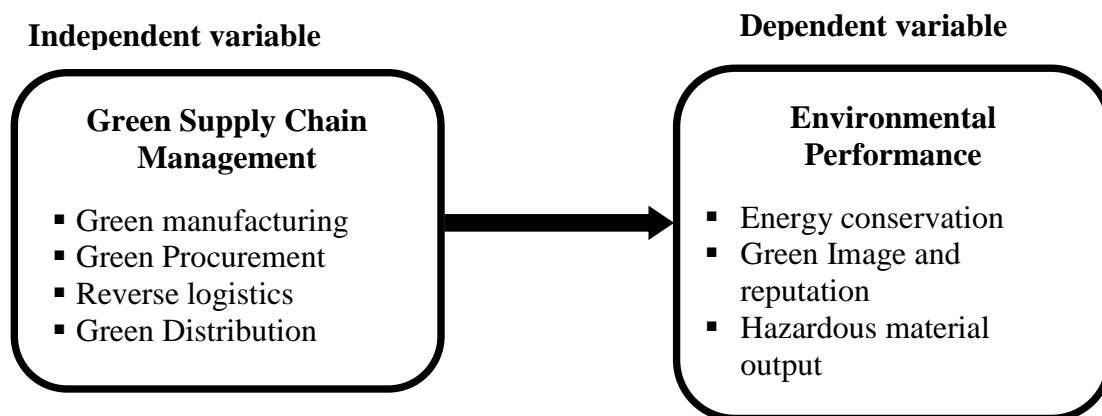 Independent variable
Dependent variable
Green Supply Chain
Management
▪ Green manufacturing
▪ Green Procurement
▪ Reverse logistics
▪ Green Distribution
Environmental
Performance
▪ Energy conservation
▪ Green Image and
reputation
▪ Hazardous material
output